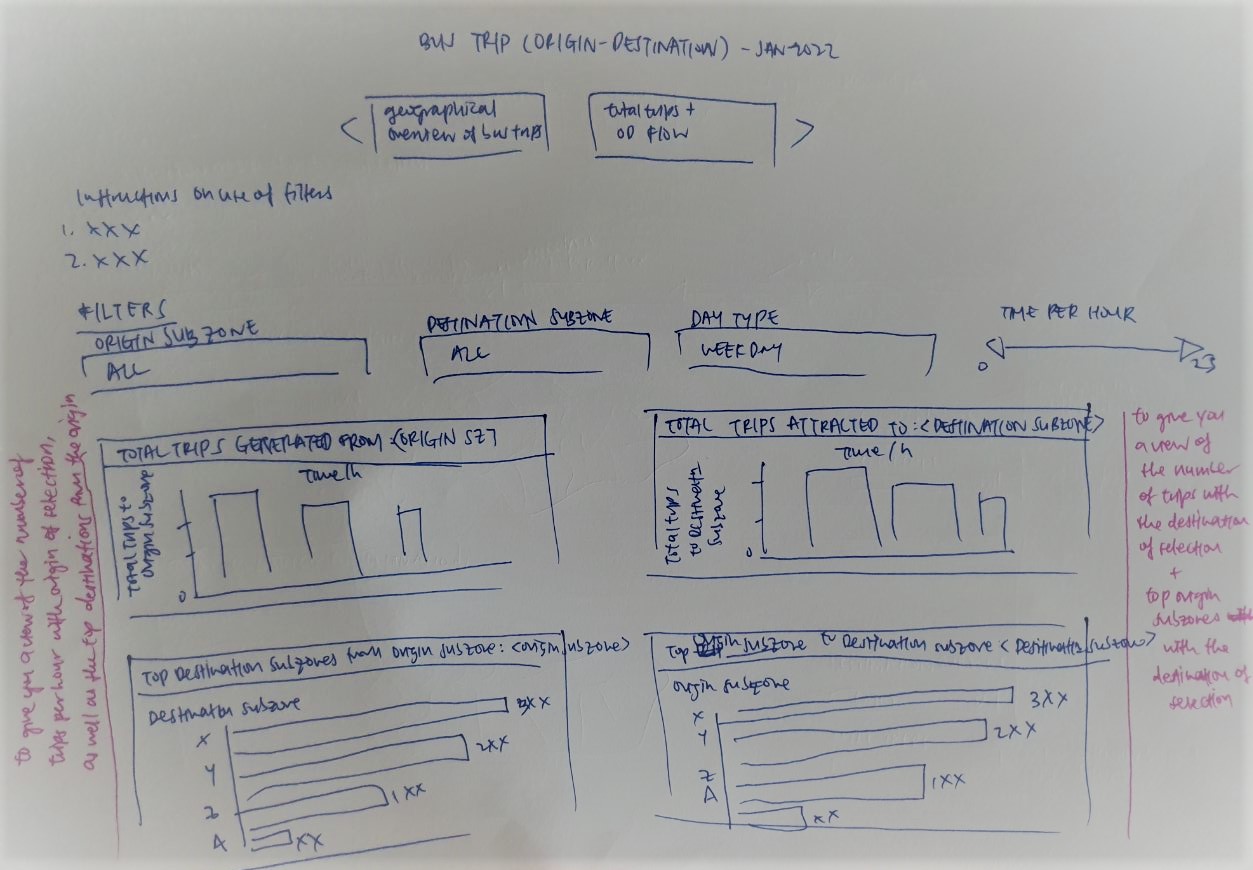 BUS TRIP (ORIGIN-DESTINATION) - JAN 2022
<
geographical
overview of bus trips
total trips +
OD FLOW
>
Instructions on use of filters
1. XXX
2. XXX
FILTERS
ORIGIN SUBZONE
ALL
DESTINATION SUBZONE
ALL
DAY TYPE
WEEKDAY
TIME PER HOUR
0
23
to give you a view of the number of
trips per hour with origin of selection,
as well as the top destinations from the origin
TOTAL TRIPS GENERATED FROM: <ORIGIN SZ>
Time/h
Total Trips to
origin subzone
0
TOTAL TRIPS ATTRACTED TO: <DESTINATION SUBZONE>
Time/h
Total trips
to Destination
subzone
0
to give you
a view of
the number
of trips with
the destination
of selection
+
top origin
subzones
with the
destination of
selection
TOP Destination subzones from origin subzone: <origin subzone>
Destination subzone
X
Y
Z
A
3XX
2XX
1XX
XX
Top origin subzone to Destination subzone <Destination subzone>
origin subzone
X
Y
Z
A
3XX
2XX
1XX
XX